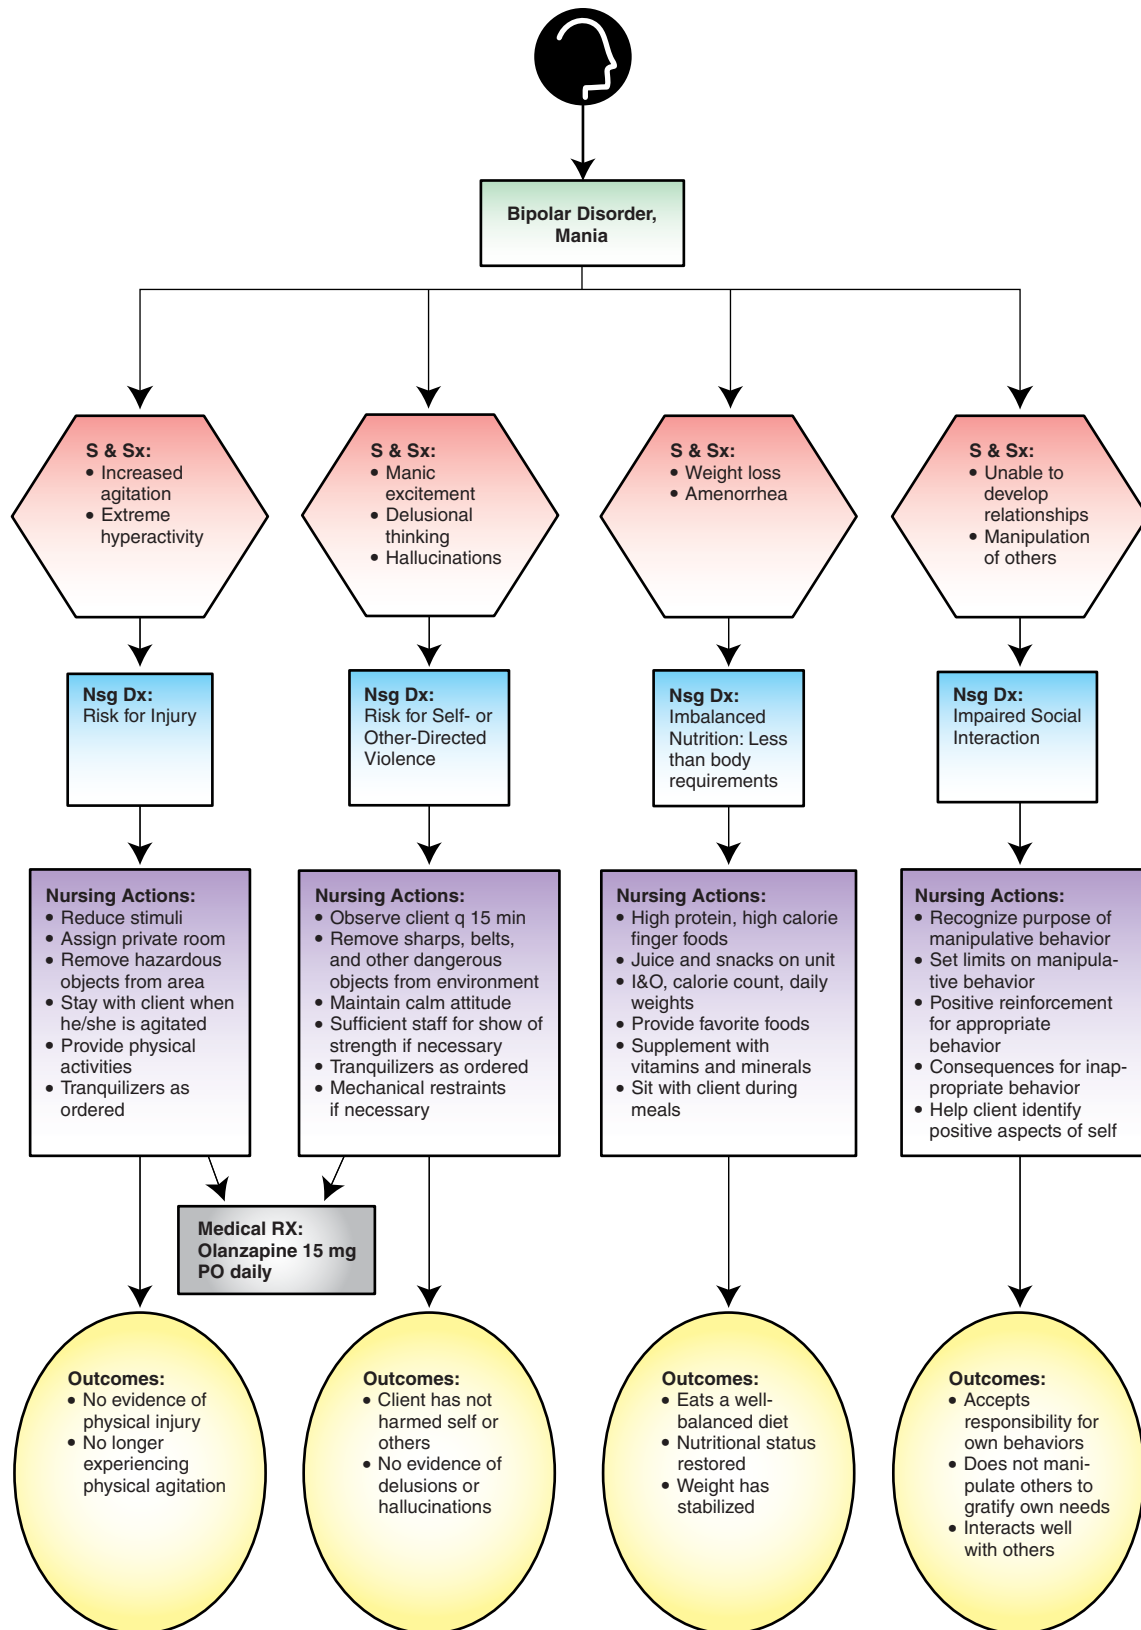 Bipolar Disorder,
Mania
S & Sx:
• Increased
agitation
• Extreme
hyperactivity
S & Sx:
• Manic
excitement
• Delusional
thinking
• Hallucinations
S & Sx:
• Weight loss
• Amenorrhea
S & Sx:
• Unable to
develop
relationships
• Manipulation
of others
Nsg Dx:
Risk for Injury
Nsg Dx:
Risk for Self- or
Other-Directed
Violence
Nsg Dx:
Imbalanced
Nutrition: Less
than body
requirements
Nsg Dx:
Impaired Social
Interaction
Nursing Actions:
• Reduce stimuli
• Assign private room
• Remove hazardous
objects from area
• Stay with client when
he/she is agitated
• Provide physical
activities
• Tranquilizers as
ordered
Nursing Actions:
• Observe client q 15 min
• Remove sharps, belts,
and other dangerous
objects from environment
• Maintain calm attitude
• Sufficient staff for show of
strength if necessary
• Tranquilizers as ordered
• Mechanical restraints
if necessary
Nursing Actions:
• High protein, high calorie
finger foods
• Juice and snacks on unit
• I&O, calorie count, daily
weights
• Provide favorite foods
• Supplement with
vitamins and minerals
• Sit with client during
meals
Nursing Actions:
• Recognize purpose of
manipulative behavior
• Set limits on manipula-
tive behavior
• Positive reinforcement
for appropriate
behavior
• Consequences for inap-
propriate behavior
• Help client identify
positive aspects of self
Medical RX:
Olanzapine 15 mg
PO daily
Outcomes:
• No evidence of
physical injury
• No longer
experiencing
physical agitation
Outcomes:
• Client has not
harmed self or
others
• No evidence of
delusions or
hallucinations
Outcomes:
• Eats a well-
balanced diet
• Nutritional status
restored
• Weight has
stabilized
Outcomes:
• Accepts
responsibility for
own behaviors
• Does not mani-
pulate others to
gratify own needs
• Interacts well
with others